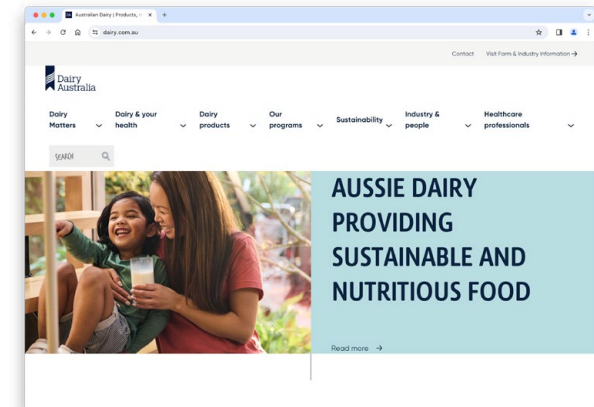 Australian Dairy | Products,
dairy.com.au
Contact Visit Farm & Industry Information →
Dairy
Australia
Dairy Matters
Dairy & your health
Dairy products
Our programs
Sustainability
Industry & people
Healthcare professionals
SEARCH
AUSSIE DAIRY
PROVIDING
SUSTAINABLE AND
NUTRITIOUS FOOD
Read more →